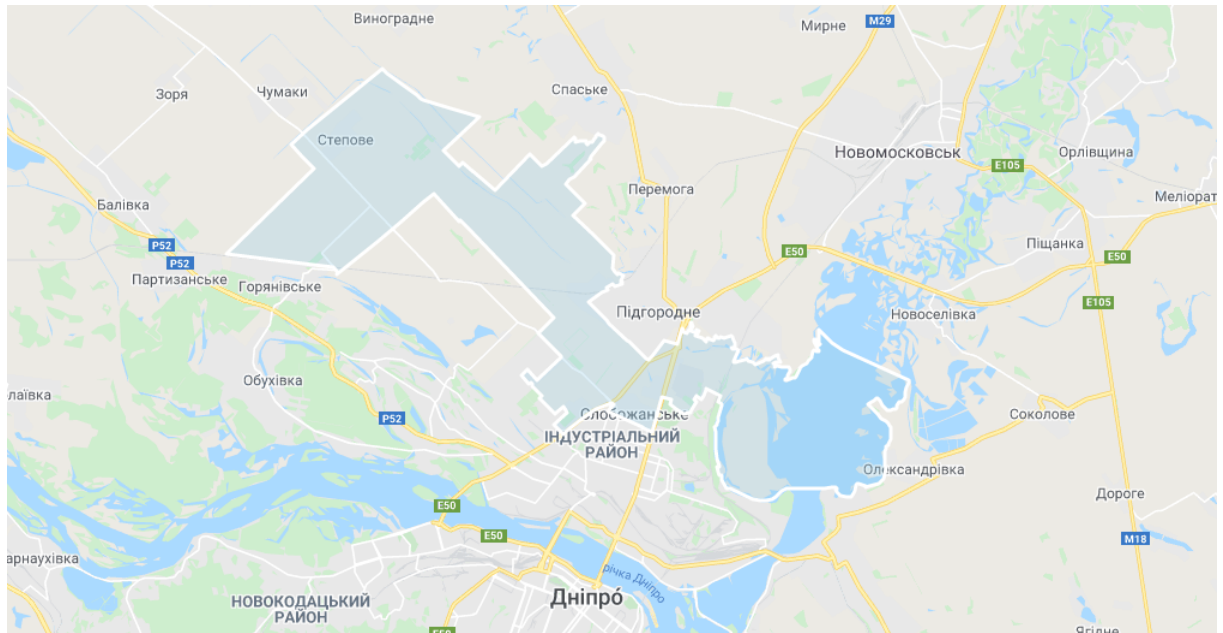 Виноградне
Мирне
M29
Зоря
Чумаки
Спаське
Степове
Новомосковськ
Орлівщина
E105
Перемога
Меліорат
Балівка
P52
P52
Піщанка
E50
E50
Партизанське
Горянівське
E105
Підгородне
Новоселівка
Обухівка
лаївка
P52
Слобожанське
Соколове
ІНДУСТРІАЛЬНИЙ
РАЙОН
Олександрівка
Дороге
E50
E50
M18
арнаухівка
річка Дніпро
Дніпро́
НОВОКОДАЦЬКИЙ
РАЙОН
E50
Ягідне